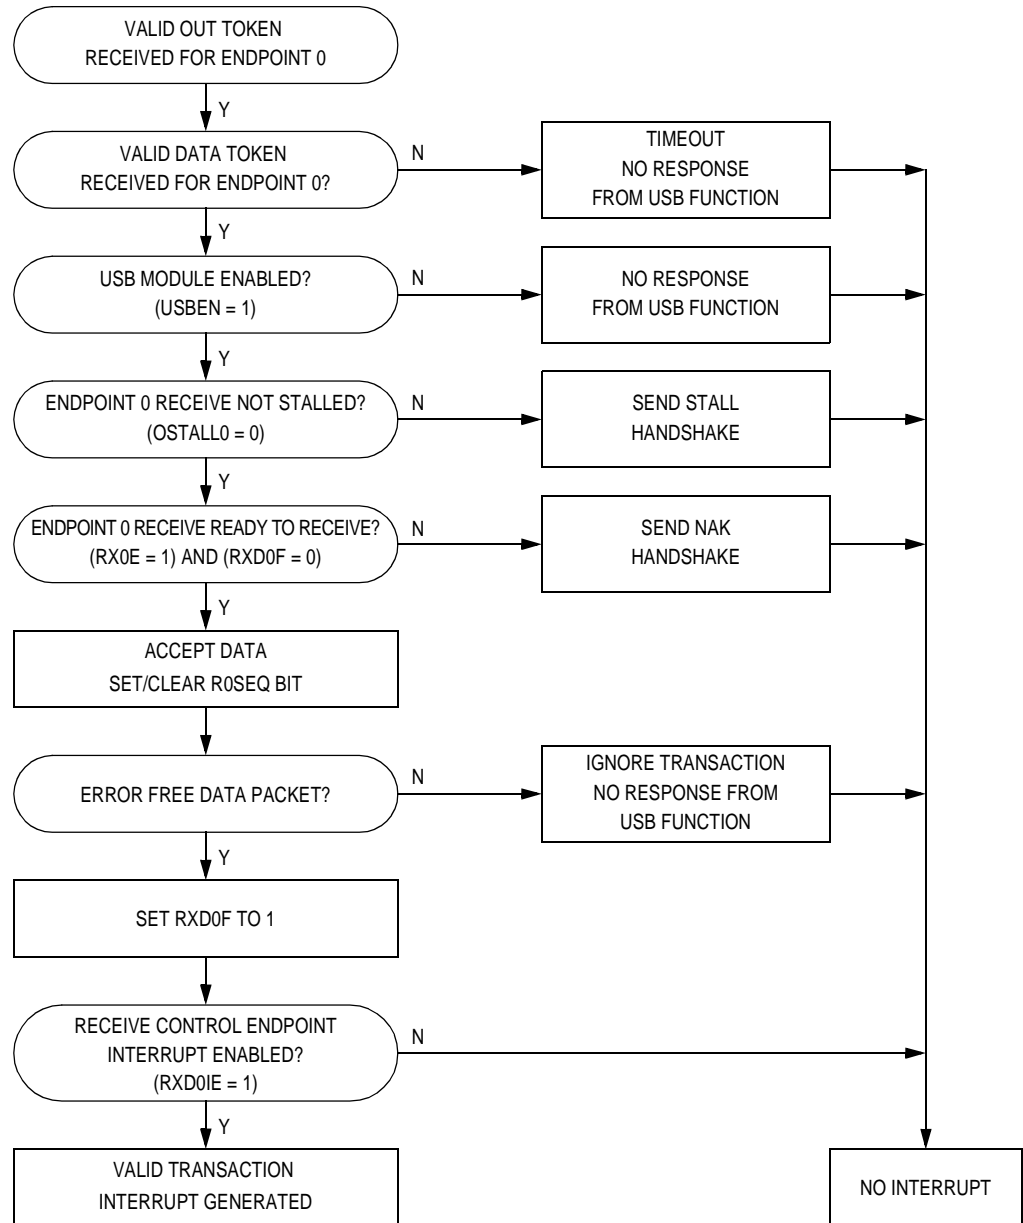 VALID OUT TOKEN
RECEIVED FOR ENDPOINT 0
Y
VALID DATA TOKEN
RECEIVED FOR ENDPOINT 0?
N
TIMEOUT
NO RESPONSE
FROM USB FUNCTION
Y
USB MODULE ENABLED?
(USBEN = 1)
N
NO RESPONSE
FROM USB FUNCTION
Y
ENDPOINT 0 RECEIVE NOT STALLED?
(OSTALL0 = 0)
N
SEND STALL
HANDSHAKE
Y
ENDPOINT 0 RECEIVE READY TO RECEIVE?
(RX0E = 1) AND (RXD0F = 0)
N
SEND NAK
HANDSHAKE
Y
ACCEPT DATA
SET/CLEAR R0SEQ BIT
ERROR FREE DATA PACKET?
N
IGNORE TRANSACTION
NO RESPONSE FROM
USB FUNCTION
Y
SET RXD0F TO 1
RECEIVE CONTROL ENDPOINT
INTERRUPT ENABLED?
(RXD0IE = 1)
N
Y
VALID TRANSACTION
INTERRUPT GENERATED
NO INTERRUPT